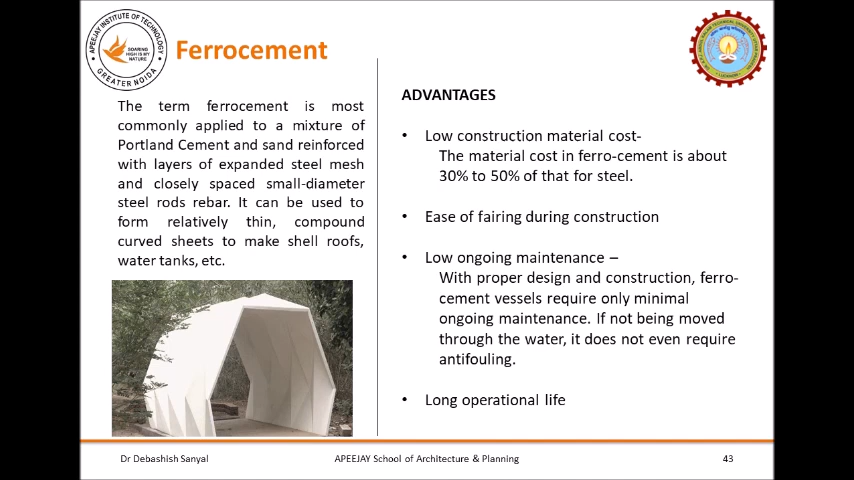 APEEJAY INSTITUTE OF TECHNOLOGY
SOARING
HIGH IS MY
NATURE
GREATER NOIDA
Ferrocement
The term ferrocement is most
commonly applied to a mixture of
Portland Cement and sand reinforced
with layers of expanded steel mesh
and closely spaced small-diameter
steel rods rebar. It can be used to
form relatively thin, compound
curved sheets to make shell roofs,
water tanks, etc.
ADVANTAGES
• Low construction material cost-
The material cost in ferro-cement is about
30% to 50% of that for steel.
• Ease of fairing during construction
• Low ongoing maintenance –
With proper design and construction, ferro-
cement vessels require only minimal
ongoing maintenance. If not being moved
through the water, it does not even require
antifouling.
• Long operational life
Dr Debashish Sanyal
APEEJAY School of Architecture & Planning
43